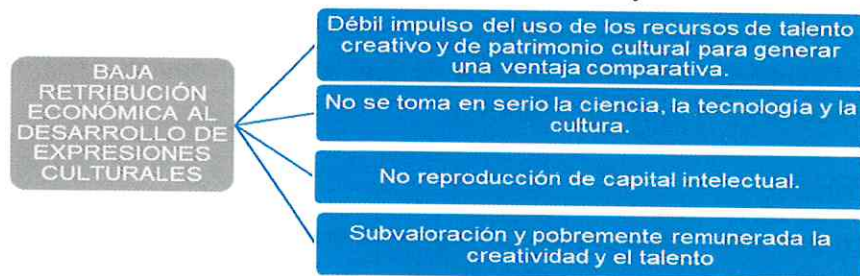 BAJA
RETRIBUCIÓN
ECONÓMICA AL
DESARROLLO DE
EXPRESIONES
CULTURALES
Débil impulso del uso de los recursos de talento
creativo y de patrimonio cultural para generar
una ventaja comparativa.
No se toma en serio la ciencia, la tecnología y la
cultura.
No reproducción de capital intelectual.
Subvaloración y pobremente remunerada la
creatividad y el talento